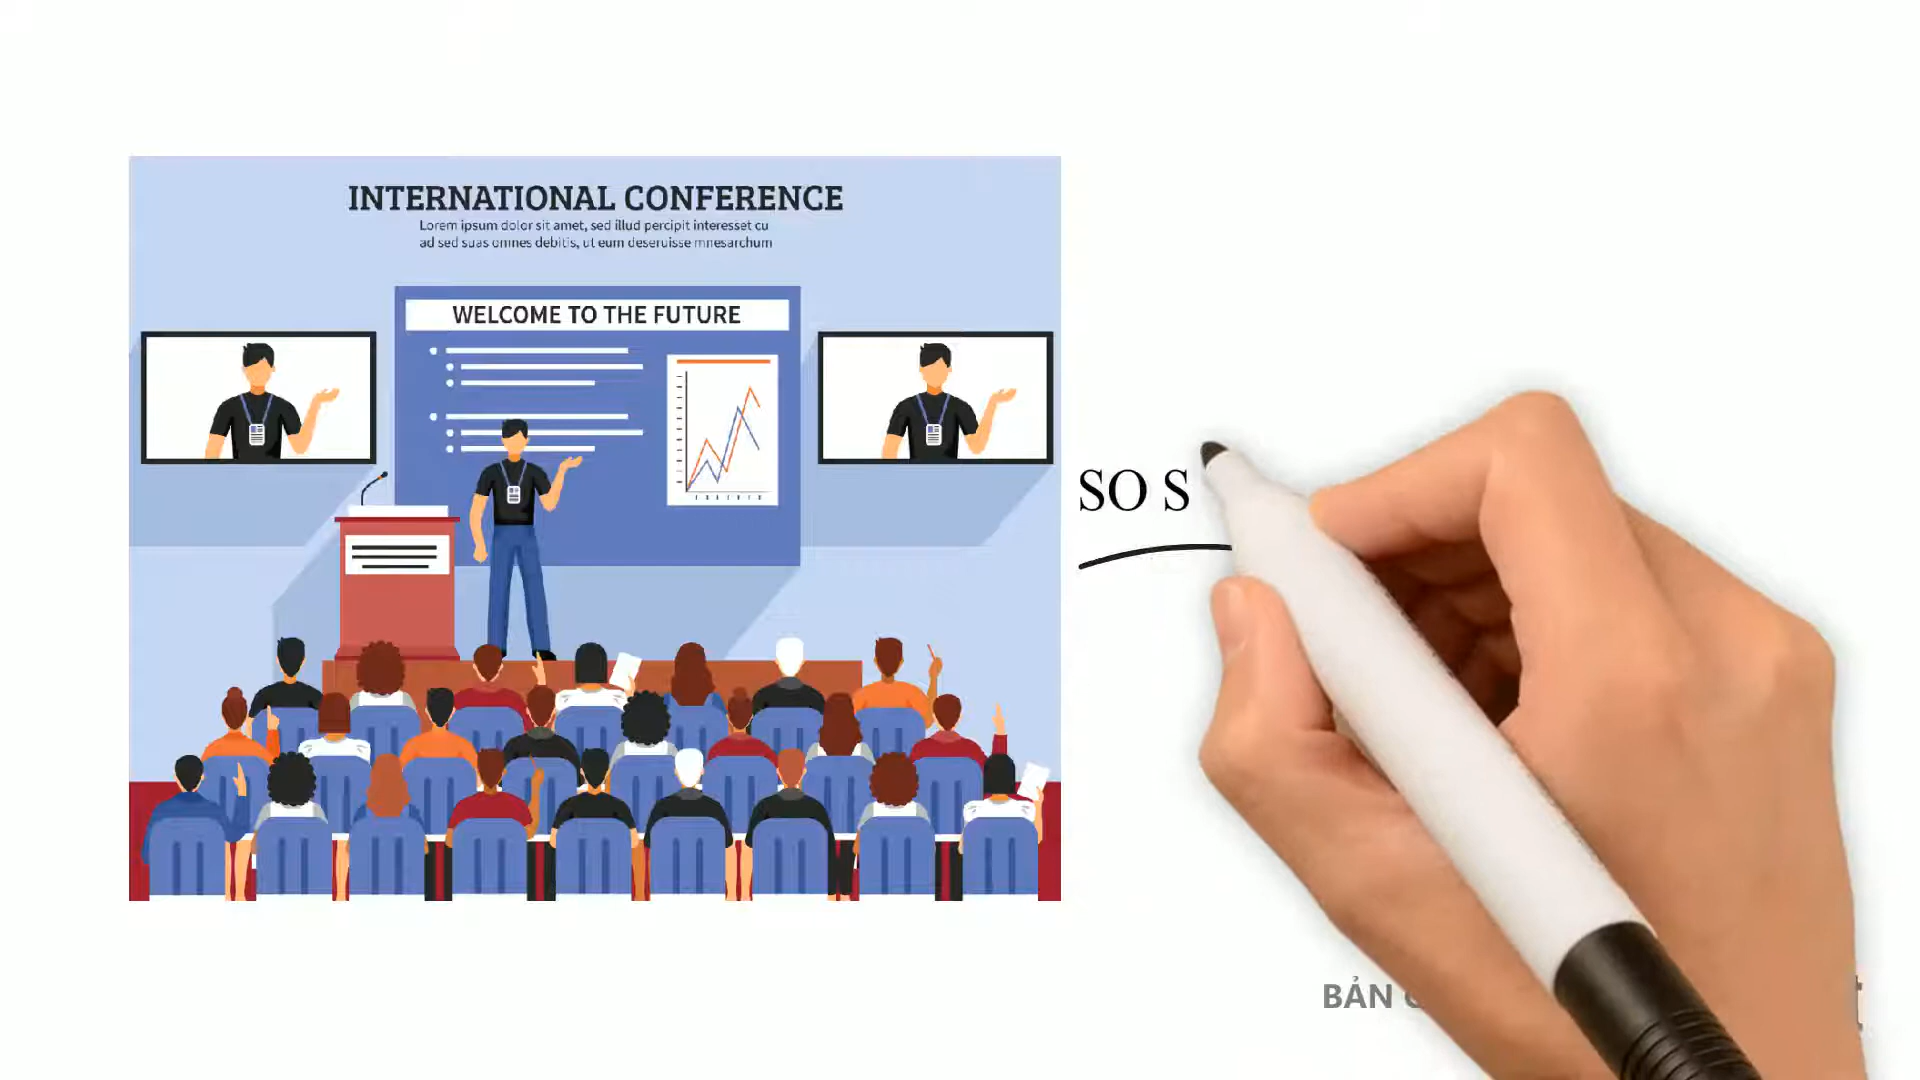 INTERNATIONAL CONFERENCE
Lorem ipsum dolor sit amet, sed illud percipit interesset cu
ad sed suas omnes debitis, ut eum deseruisse mnesarchum
WELCOME TO THE FUTURE
SO S
BẢN